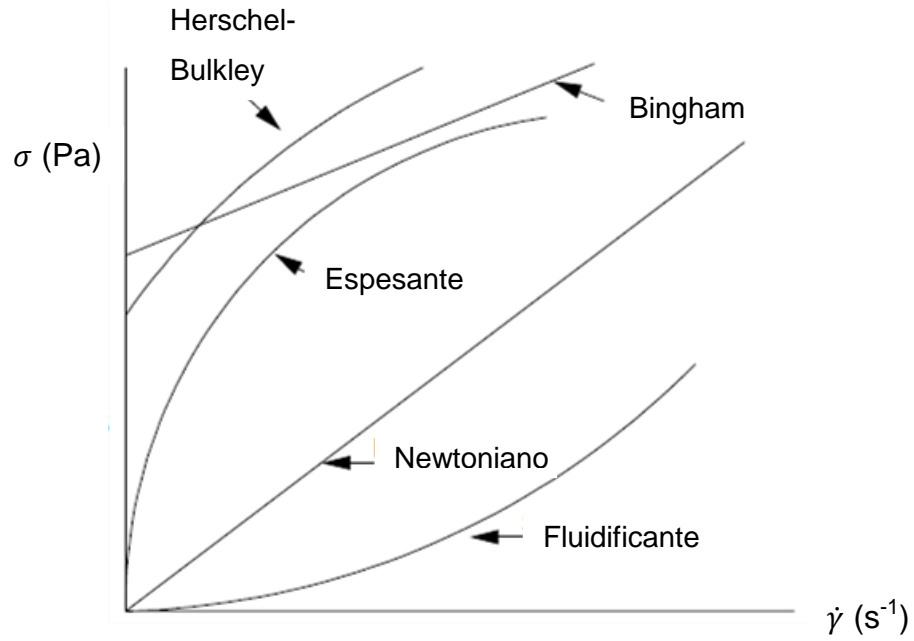 Herschel-
Bulkley
Bingham
σ (Pa)
Espesante
Newtoniano
Fluidificante
γ̇ (s⁻¹)